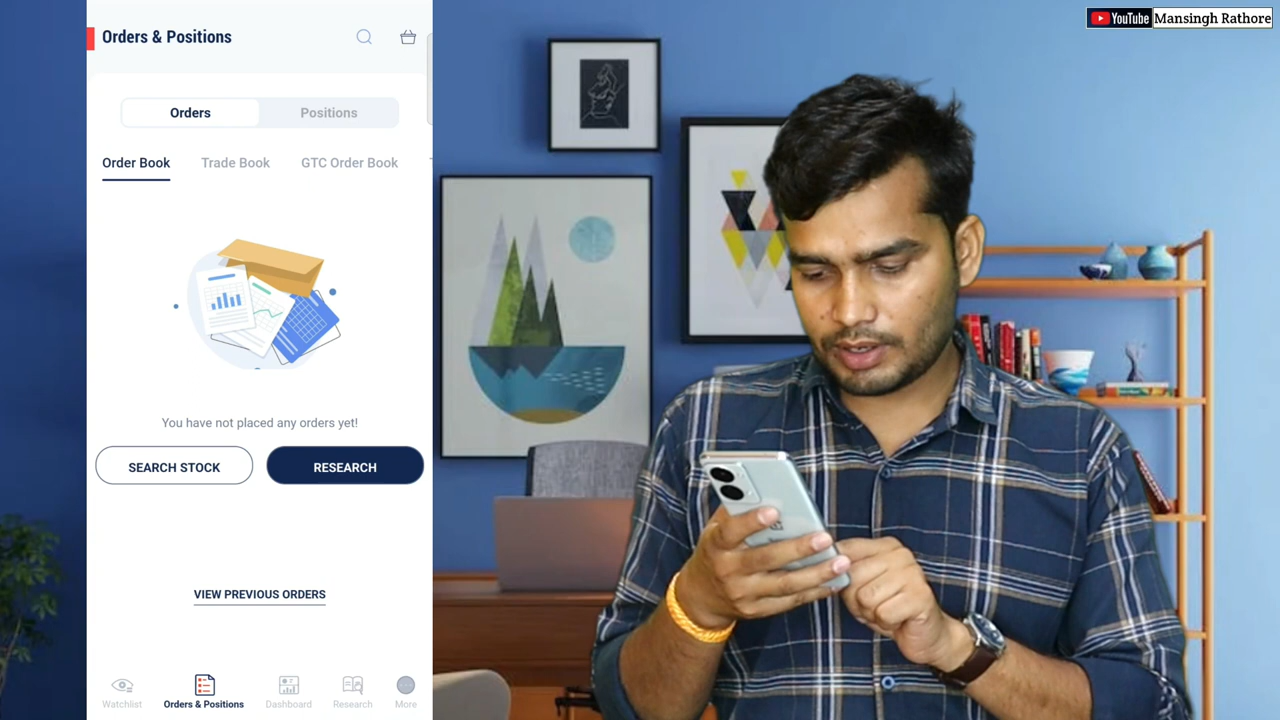 Orders & Positions
Orders
Positions
Order Book
Trade Book
GTC Order Book
You have not placed any orders yet!
SEARCH STOCK
RESEARCH
VIEW PREVIOUS ORDERS
Watchlist
Orders & Positions
Dashboard
Research
More
YouTube
Mansingh Rathore